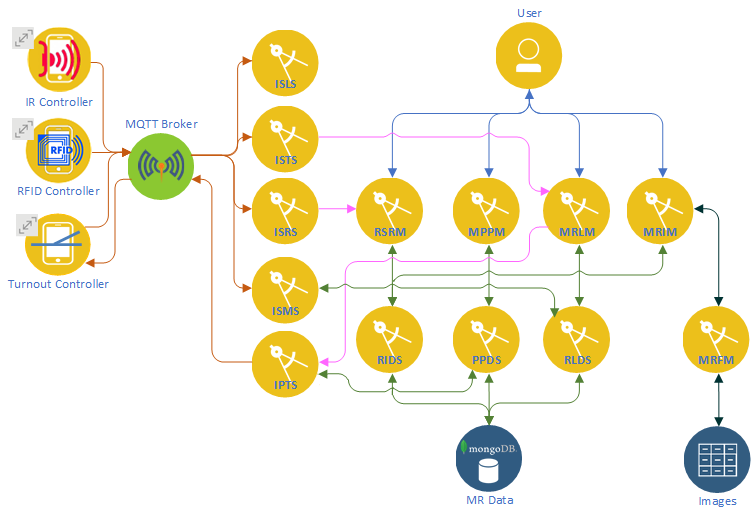 User
IR Controller
MQTT Broker
ISLS
RFID
RFID Controller
ISTS
ISRS
RSRM
MPPM
MRLM
MRIM
Turnout Controller
ISMS
IPTS
RIDS
PPDS
RLDS
MRFM
mongoDB
MR Data
Images